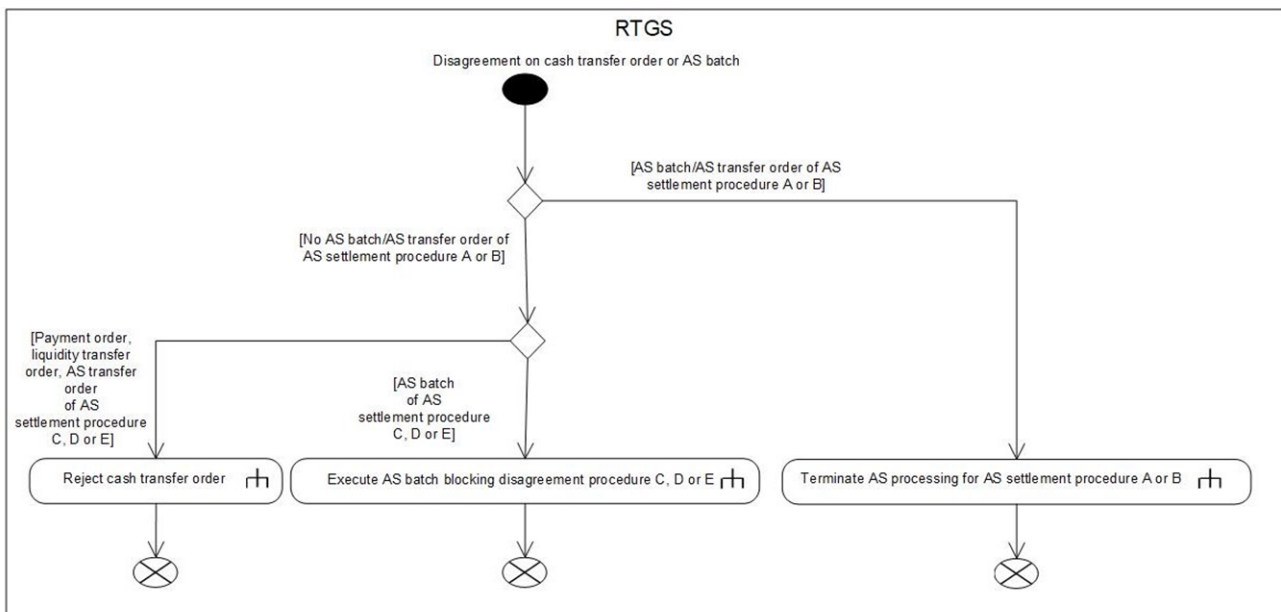 RTGS
Disagreement on cash transfer order or AS batch
[AS batch/AS transfer order of AS
settlement procedure A or B]
[No AS batch/AS transfer order of
AS settlement procedure A or B]
[Payment order,
liquidity transfer
order, AS transfer
order
of AS
settlement procedure
C, D or E]
[AS batch
of AS
settlement procedure
C, D or E]
Reject cash transfer order
Execute AS batch blocking disagreement procedure C, D or E
Terminate AS processing for AS settlement procedure A or B